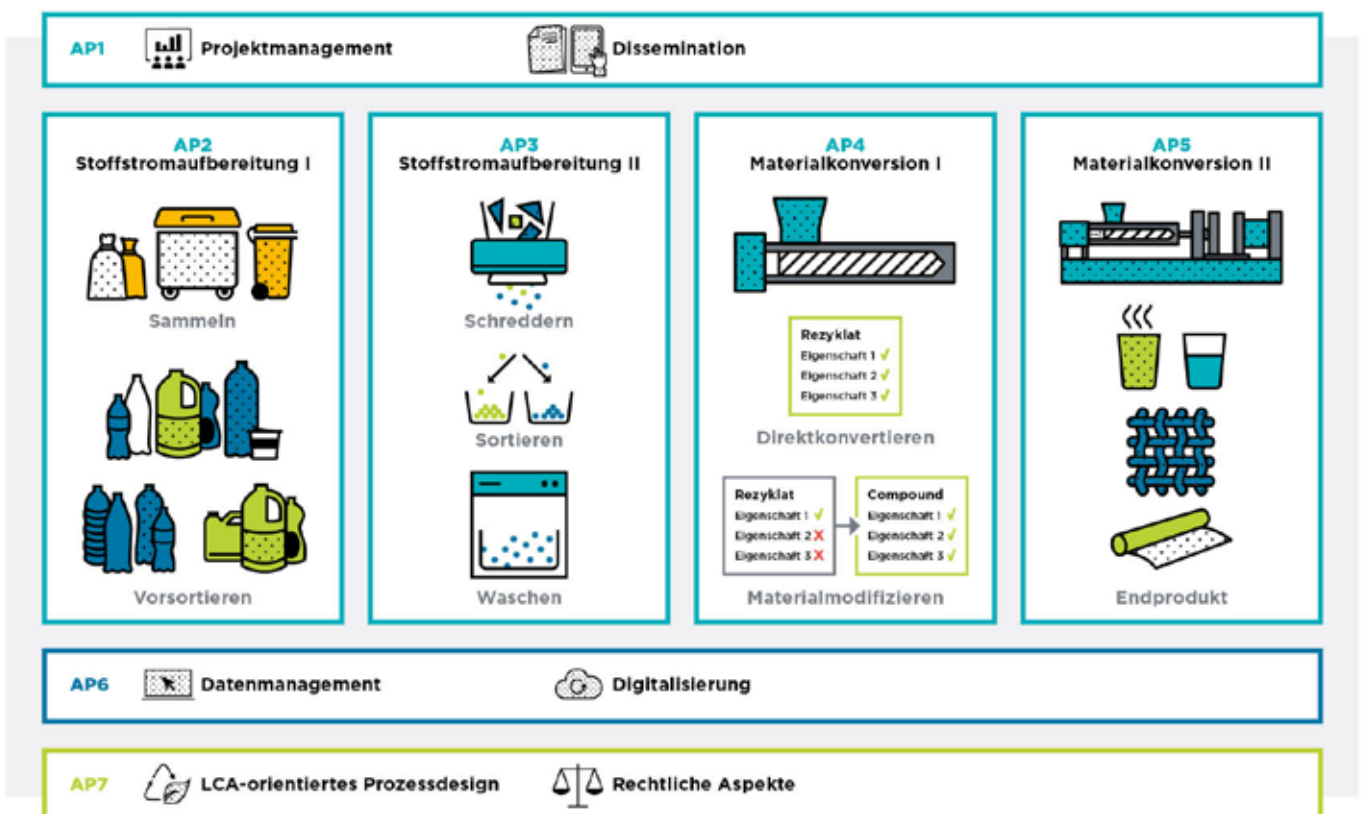 AP1 Projektmanagement Dissemination
AP2
Stoffstromaufbereitung I
Sammeln
Vorsortieren
AP3
Stoffstromaufbereitung II
Schreddern
Sortieren
Waschen
AP4
Materialkonversion I
Rezyklat
Eigenschaft 1 ✓
Eigenschaft 2 ✓
Eigenschaft 3 ✓
Direktkonvertieren
Rezyklat
Eigenschaft 1 ✓
Eigenschaft 2 X
Eigenschaft 3 X
Compound
Eigenschaft 1 ✓
Eigenschaft 2 ✓
Eigenschaft 3 ✓
Materialmodifizieren
AP5
Materialkonversion II
Endprodukt
AP6 Datenmanagement Digitalisierung
AP7 LCA-orientiertes Prozessdesign Rechtliche Aspekte